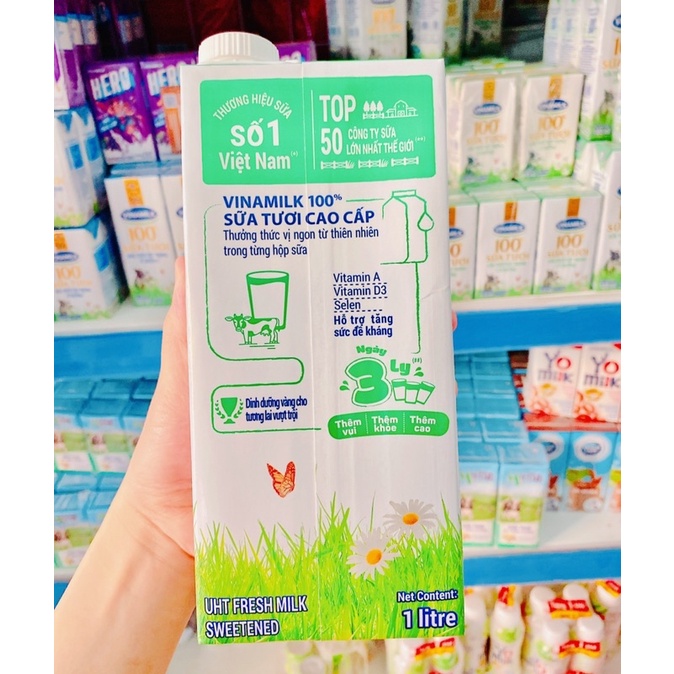 THƯƠNG HIỆU SỮA
SỐ 1
Việt Nam(*)
TOP
50 CÔNG TY SỮA
LỚN NHẤT THẾ GIỚI(**)
VINAMILK 100%
SỮA TƯƠI CAO CẤP
Thưởng thức vị ngon từ thiên nhiên
trong từng hộp sữa
Vitamin A
Vitamin D3
Selen
Hỗ trợ tăng
sức đề kháng
Ngày
3 Ly
Dinh dưỡng vàng cho
tương lai vượt trội
Thêm
vui
Thêm
khỏe
Thêm
cao
UHT FRESH MILK
SWEETENED
Net Content:
1 litre
HERO
100%
SỮA TƯƠI
YO
milk